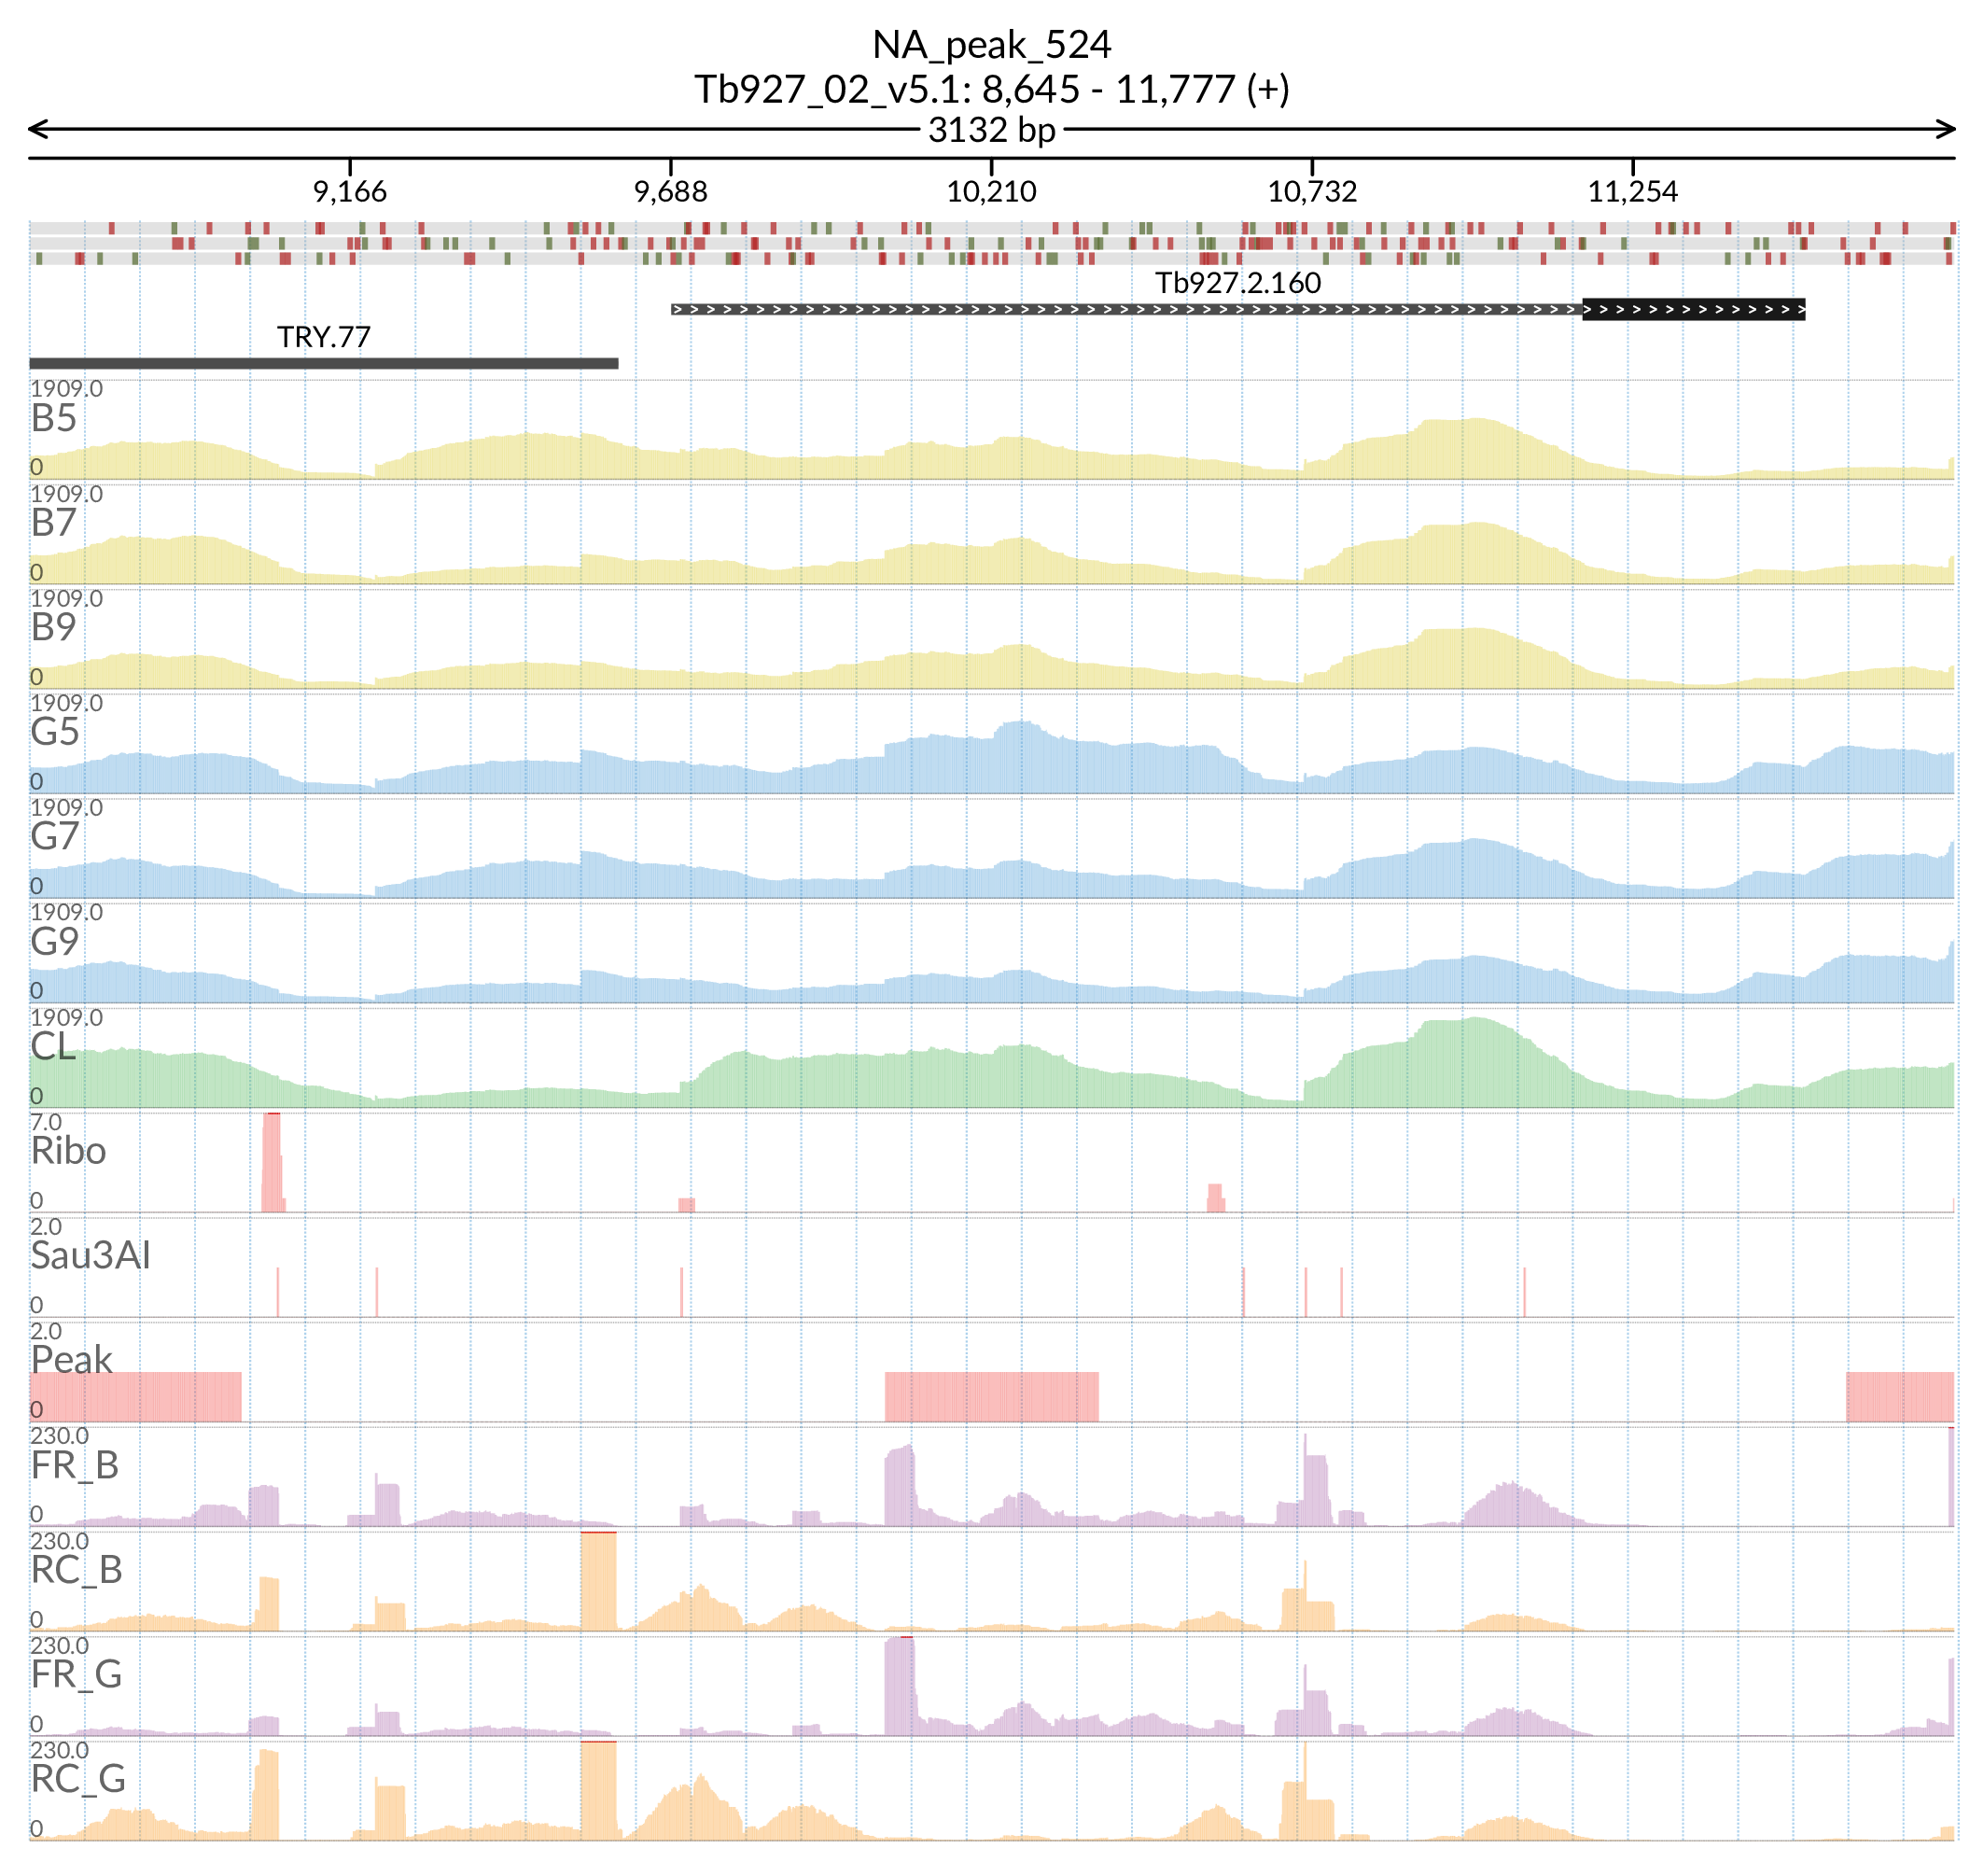 NA_peak_524
Tb927_02_v5.1: 8,645 - 11,777 (+)
3132 bp
9,166 9,688 10,210 10,732 11,254
Tb927.2.160
TRY.77
1909.0
B5
0
1909.0
B7
0
1909.0
B9
0
1909.0
G5
0
1909.0
G7
0
1909.0
G9
0
1909.0
CL
0
7.0
Ribo
0
2.0
Sau3AI
0
2.0
Peak
0
230.0
FR_B
0
230.0
RC_B
0
230.0
FR_G
0
230.0
RC_G
0